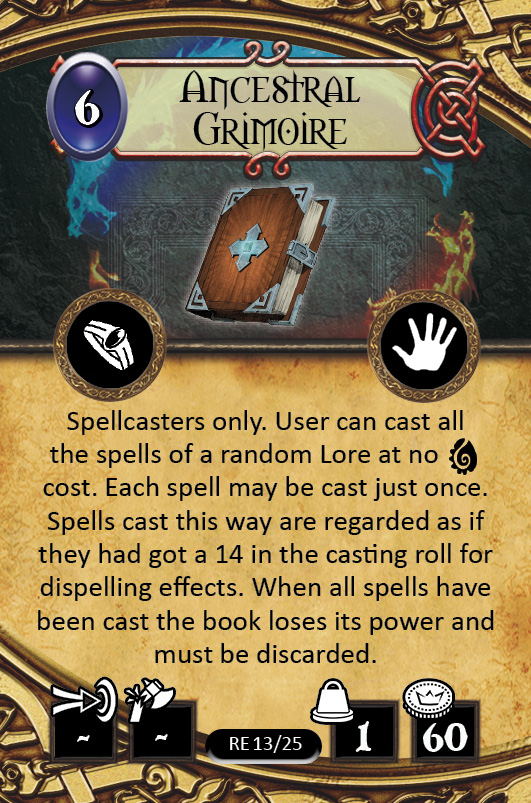 6
Ancestral
Grimoire
Spellcasters only. User can cast all
the spells of a random Lore at no
cost. Each spell may be cast just once.
Spells cast this way are regarded as if
they had got a 14 in the casting roll for
dispelling effects. When all spells have
been cast the book loses its power and
must be discarded.
~ ~ RE13/25 1 60